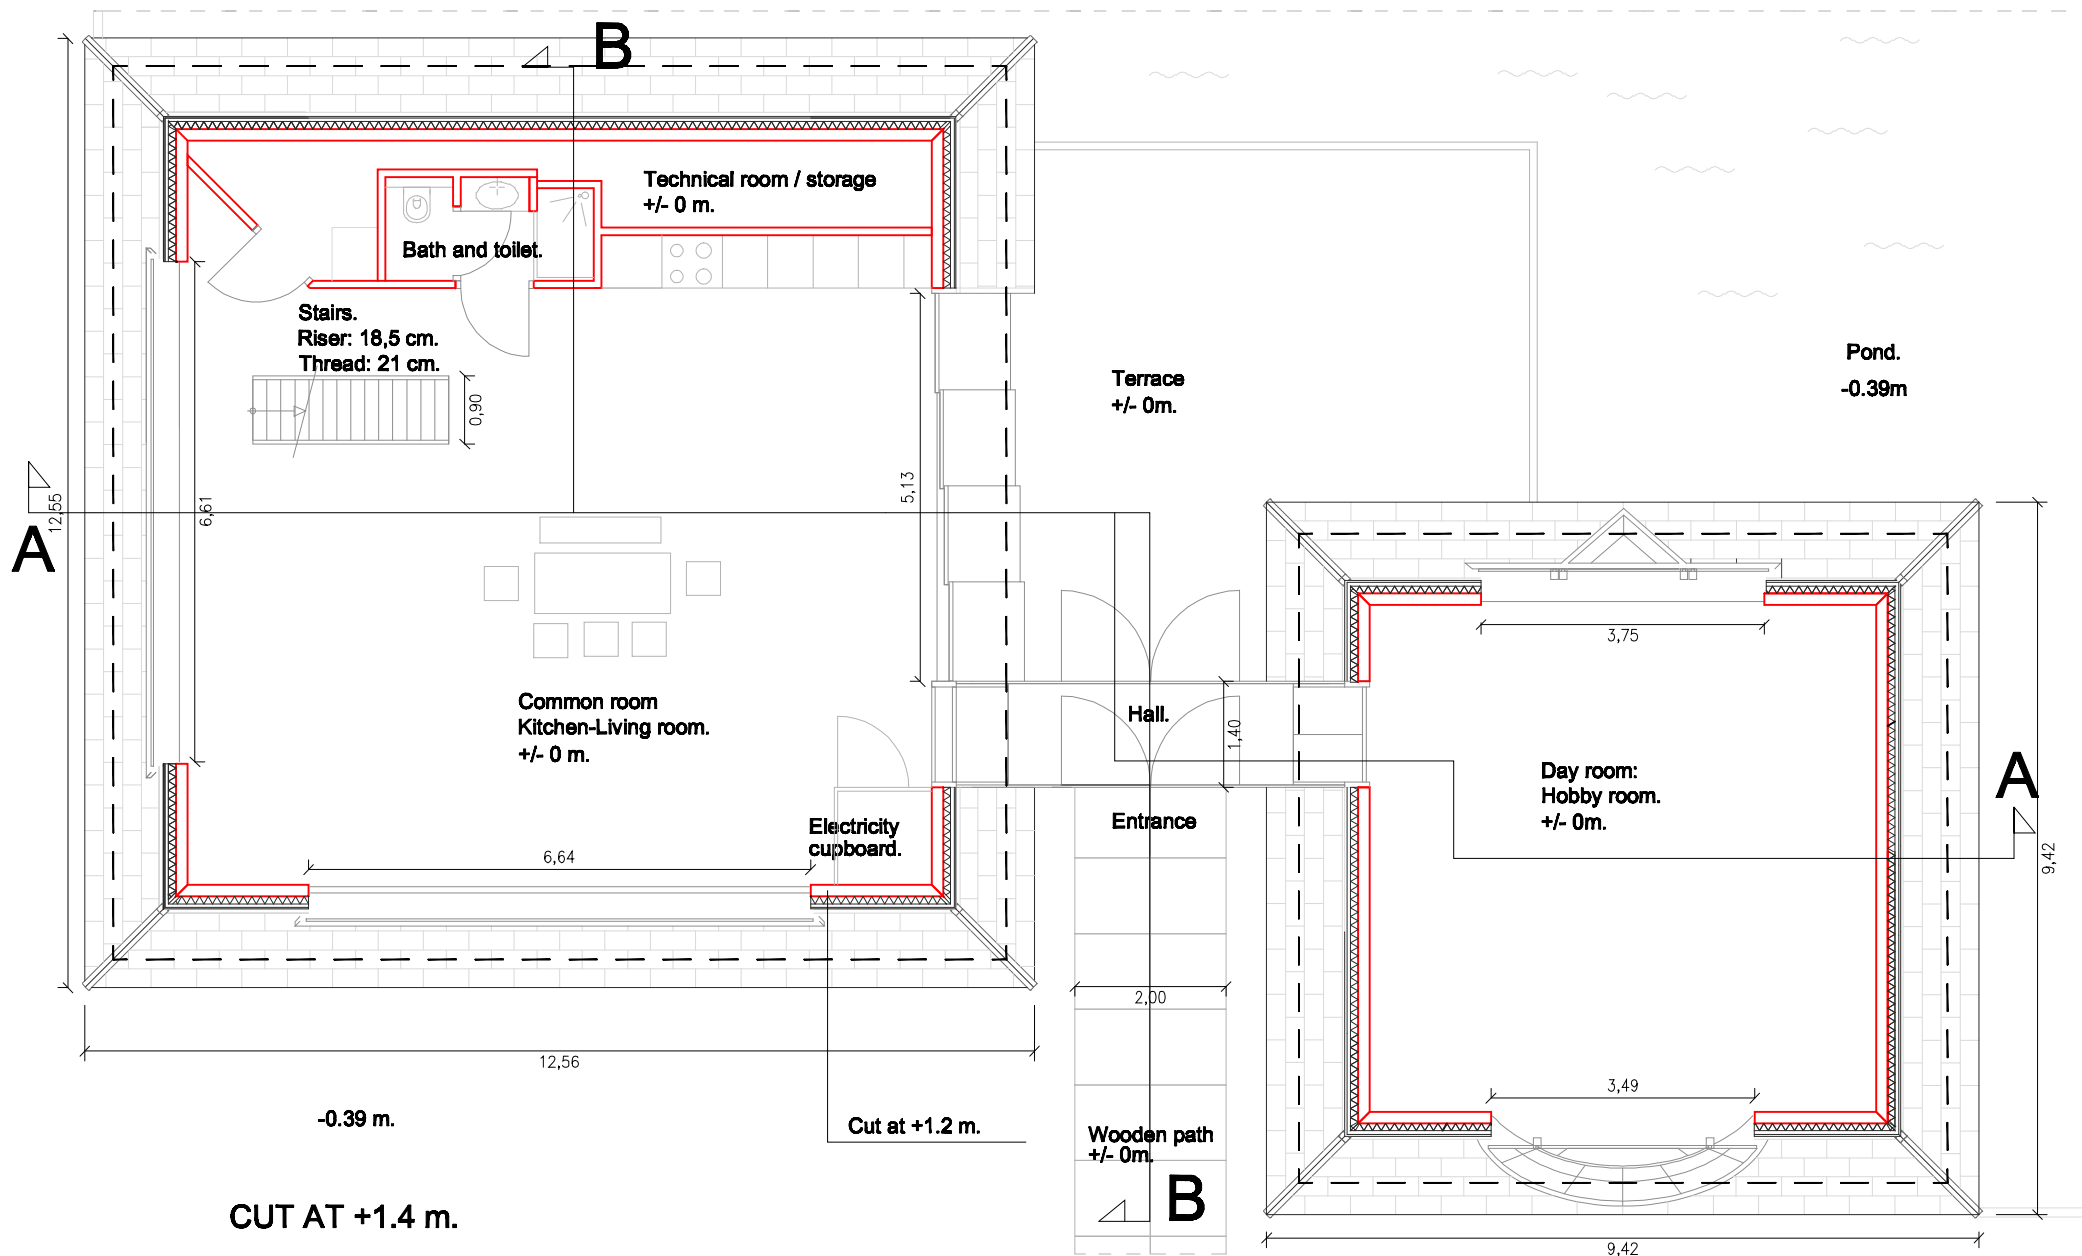 B
Technical room / storage
+/- 0 m.
Bath and toilet.
Stairs.
Riser: 18,5 cm.
Thread: 21 cm.
0,90
Terrace
+/- 0m.
Pond.
-0.39m
A
12,55
6,61
5,13
3,75
Common room
Kitchen-Living room.
+/- 0 m.
Hall.
1,40
Day room:
Hobby room.
+/- 0m.
A
9,42
Electricity
cupboard.
Entrance
6,64
2,00
12,56
3,49
-0.39 m.
Cut at +1.2 m.
Wooden path
+/- 0m.
B
CUT AT +1.4 m.
9,42